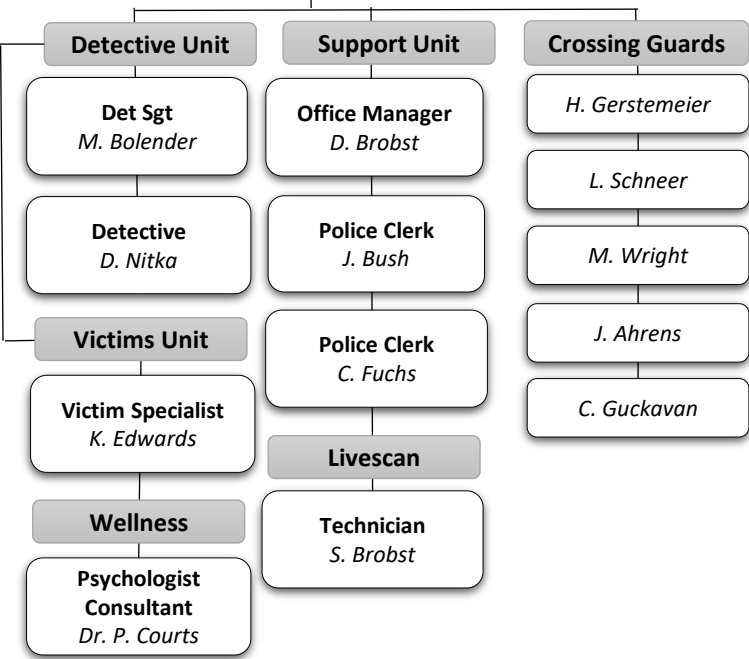 Detective Unit
Det Sgt
M. Bolender
Detective
D. Nitka
Victims Unit
Victim Specialist
K. Edwards
Wellness
Psychologist
Consultant
Dr. P. Courts
Support Unit
Office Manager
D. Brobst
Police Clerk
J. Bush
Police Clerk
C. Fuchs
Livescan
Technician
S. Brobst
Crossing Guards
H. Gerstemeier
L. Schneer
M. Wright
J. Ahrens
C. Guckavan